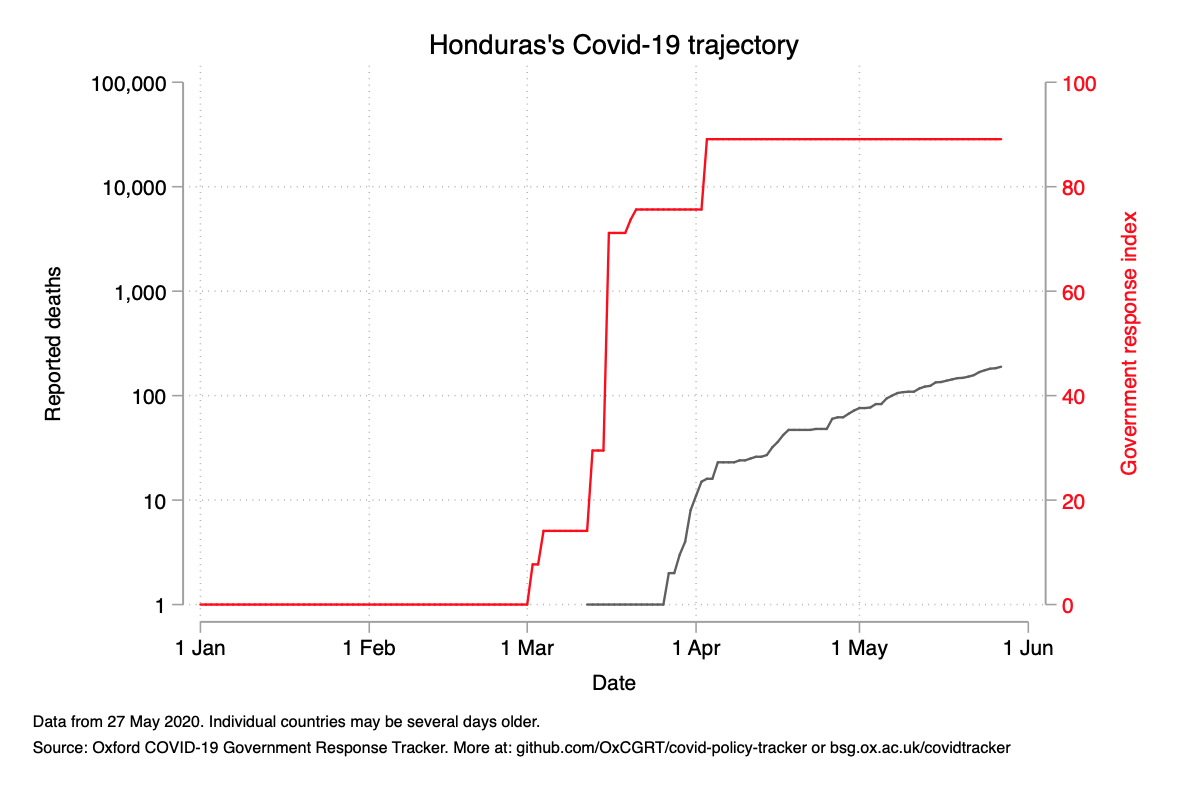 Honduras's Covid-19 trajectory
100,000
10,000
1,000
100
10
1
Reported deaths
100
80
60
40
20
0
Government response index
1 Jan
1 Feb
1 Mar
1 Apr
1 May
1 Jun
Date
Data from 27 May 2020. Individual countries may be several days older.
Source: Oxford COVID-19 Government Response Tracker. More at: github.com/OxCGRT/covid-policy-tracker or bsg.ox.ac.uk/covidtracker